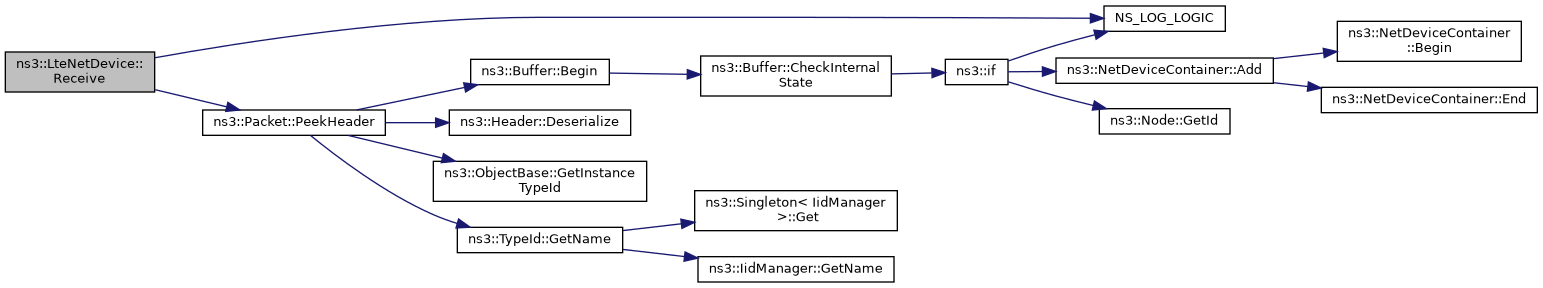 ns3::LteNetDevice::
Receive
NS_LOG_LOGIC
ns3::Packet::PeekHeader
ns3::Buffer::Begin
ns3::Buffer::CheckInternal
State
ns3::if
ns3::NetDeviceContainer::Add
ns3::NetDeviceContainer
::Begin
ns3::NetDeviceContainer::End
ns3::Node::GetId
ns3::Header::Deserialize
ns3::ObjectBase::GetInstance
TypeId
ns3::TypeId::GetName
ns3::Singleton< IidManager
>::Get
ns3::IidManager::GetName